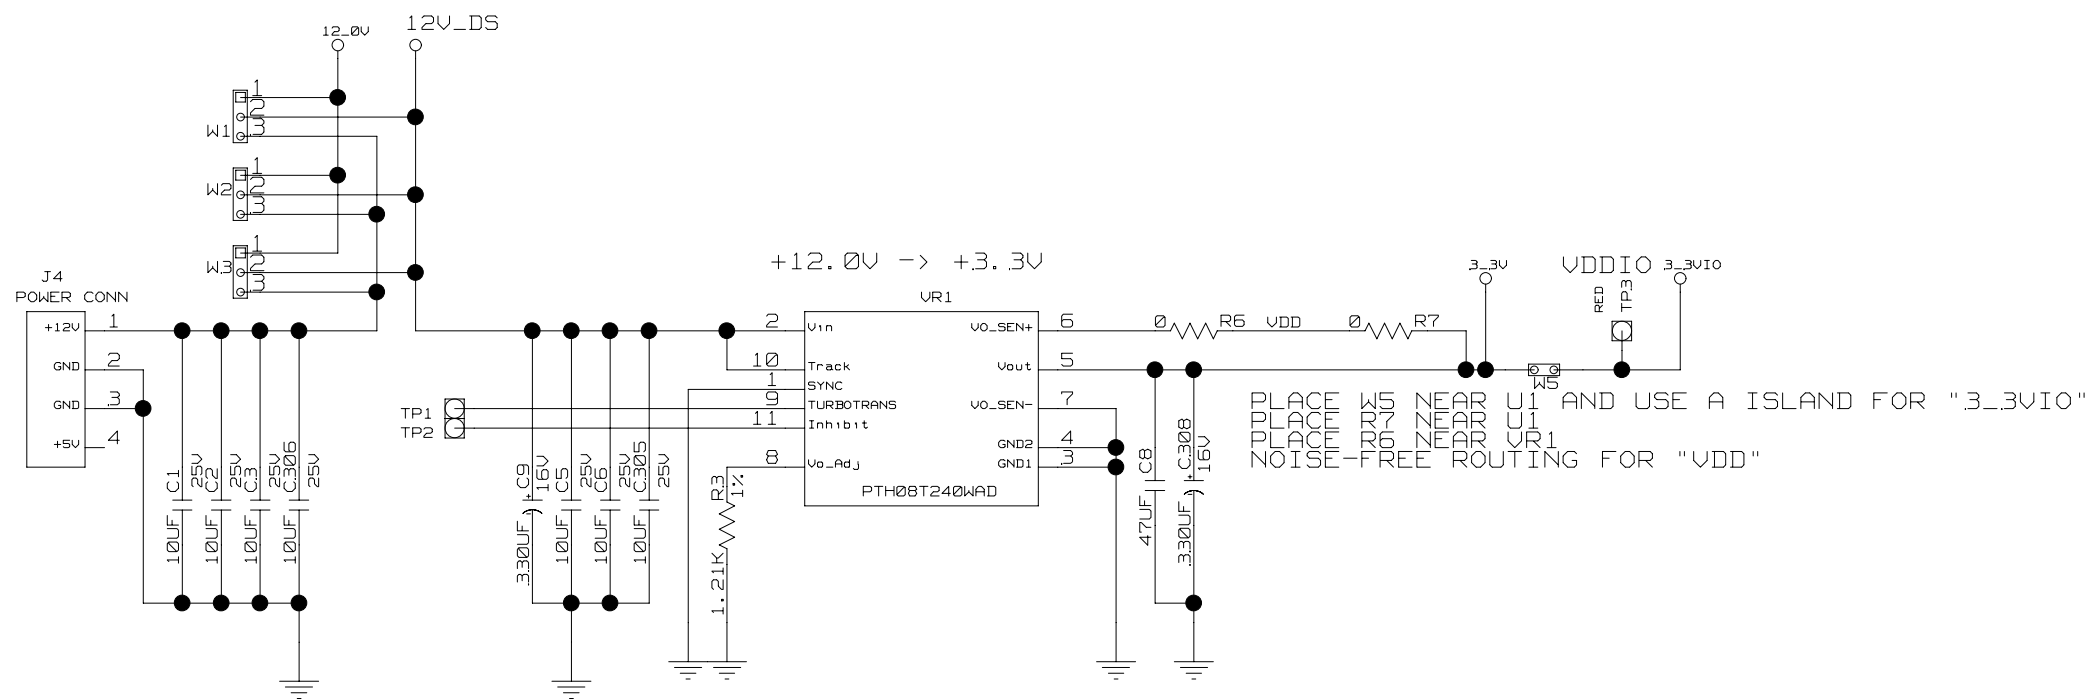 12_0V
12V_DS
1
2
3
W1
1
2
3
W2
1
2
3
W3
J4
POWER CONN
+12V 1
GND 2
GND 3
+5V 4
C1
25V
10UF
C2
25V
10UF
C3
25V
10UF
C306
25V
10UF
+12.0V -> +3.3V
VR1
2 Vin
10 Track
1 SYNC
9 TURBOTRANS
11 Inhibit
8 Vo_Adj
VO_SEN+ 6
Vout 5
VO_SEN- 7
GND2 4
GND1 3
PTH08T240WAD
TP1
TP2
+ C9
16V
330UF
C5
25V
10UF
C6
25V
10UF
C305
25V
10UF
R3
1%
1.21K
0 R6 VDD 0 R7
C8
47UF
+ C308
16V
330UF
3_3V
VDDIO
3_3VIO
RED
TP3
W5
PLACE W5 NEAR U1 AND USE A ISLAND FOR "3_3VIO"
PLACE R7 NEAR U1
PLACE R6 NEAR VR1
NOISE-FREE ROUTING FOR "VDD"